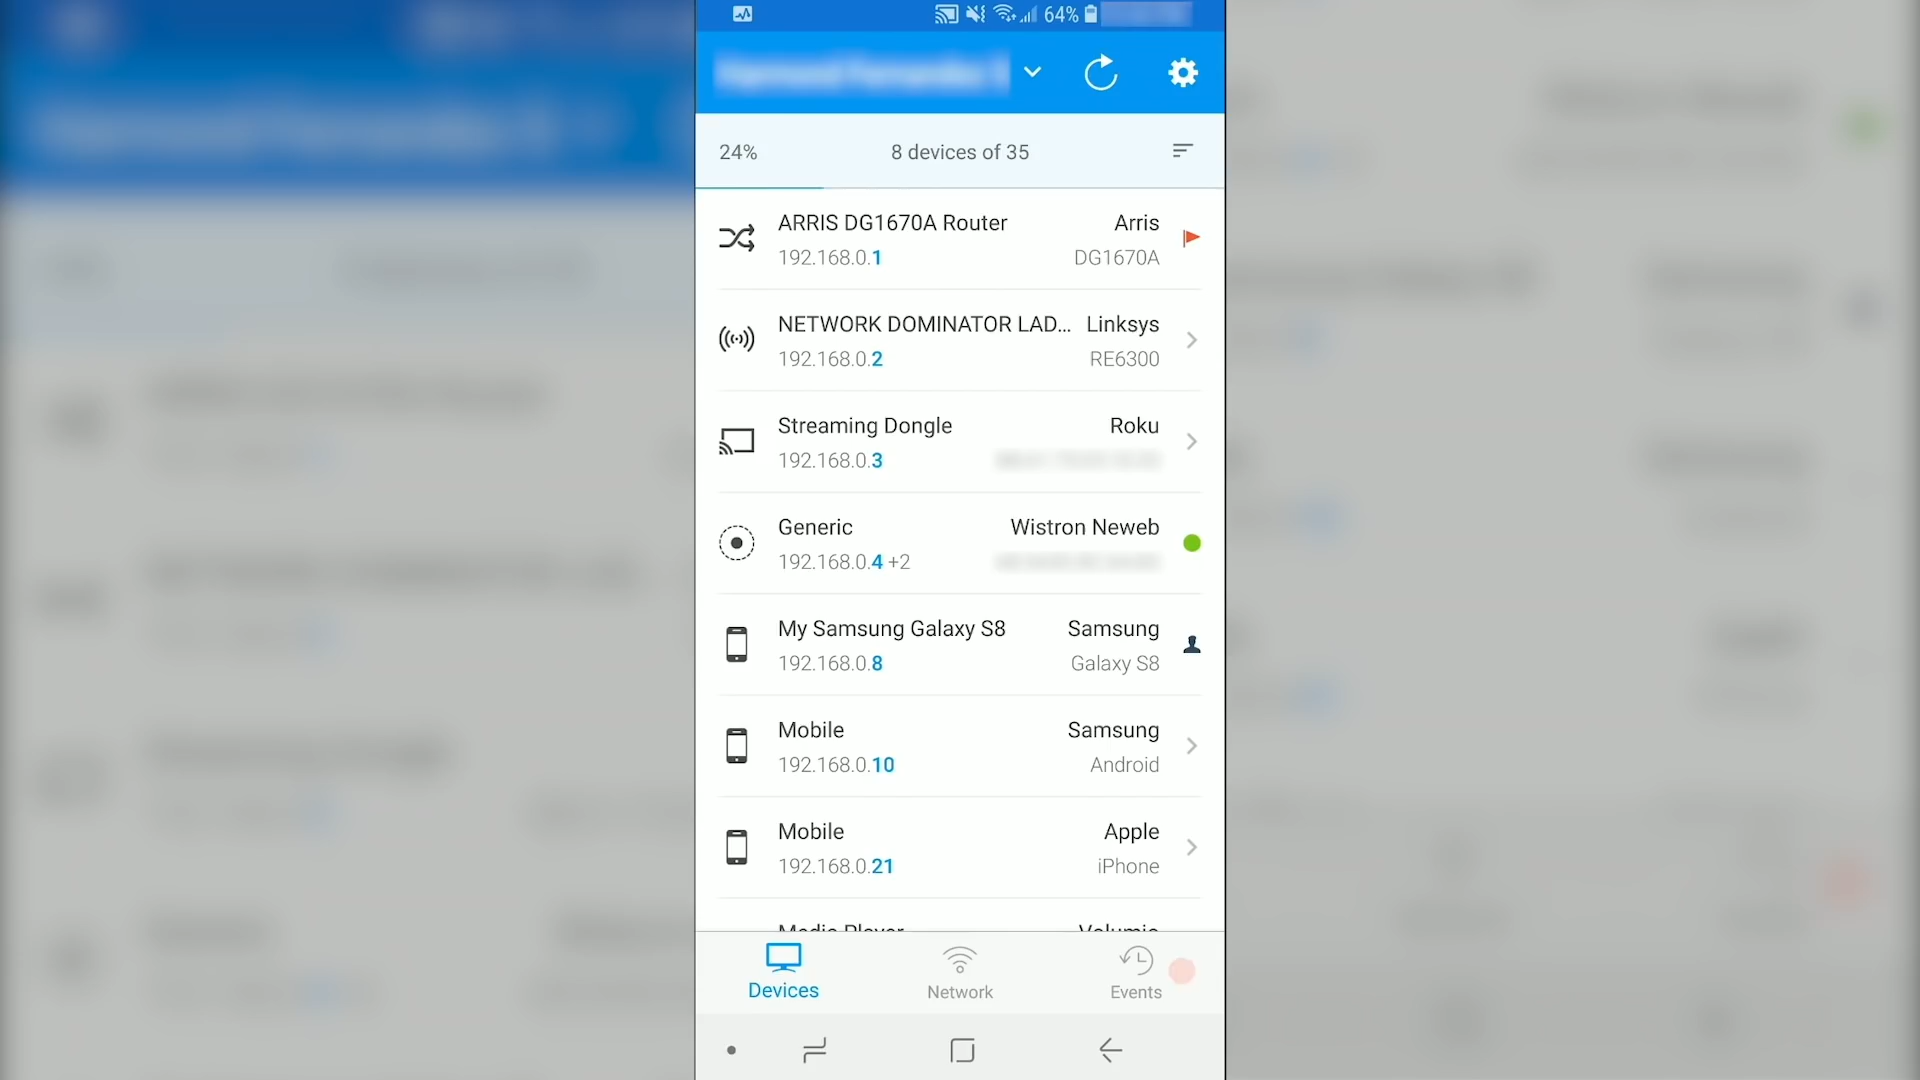 64%
24%
8 devices of 35
ARRIS DG1670A Router
Arris
192.168.0.1
DG1670A
NETWORK DOMINATOR LAD...
Linksys
192.168.0.2
RE6300
Streaming Dongle
Roku
192.168.0.3
Generic
Wistron Neweb
192.168.0.4 +2
My Samsung Galaxy S8
Samsung
192.168.0.8
Galaxy S8
Mobile
Samsung
192.168.0.10
Android
Mobile
Apple
192.168.0.21
iPhone
Media Player
Volumio
Devices
Network
Events